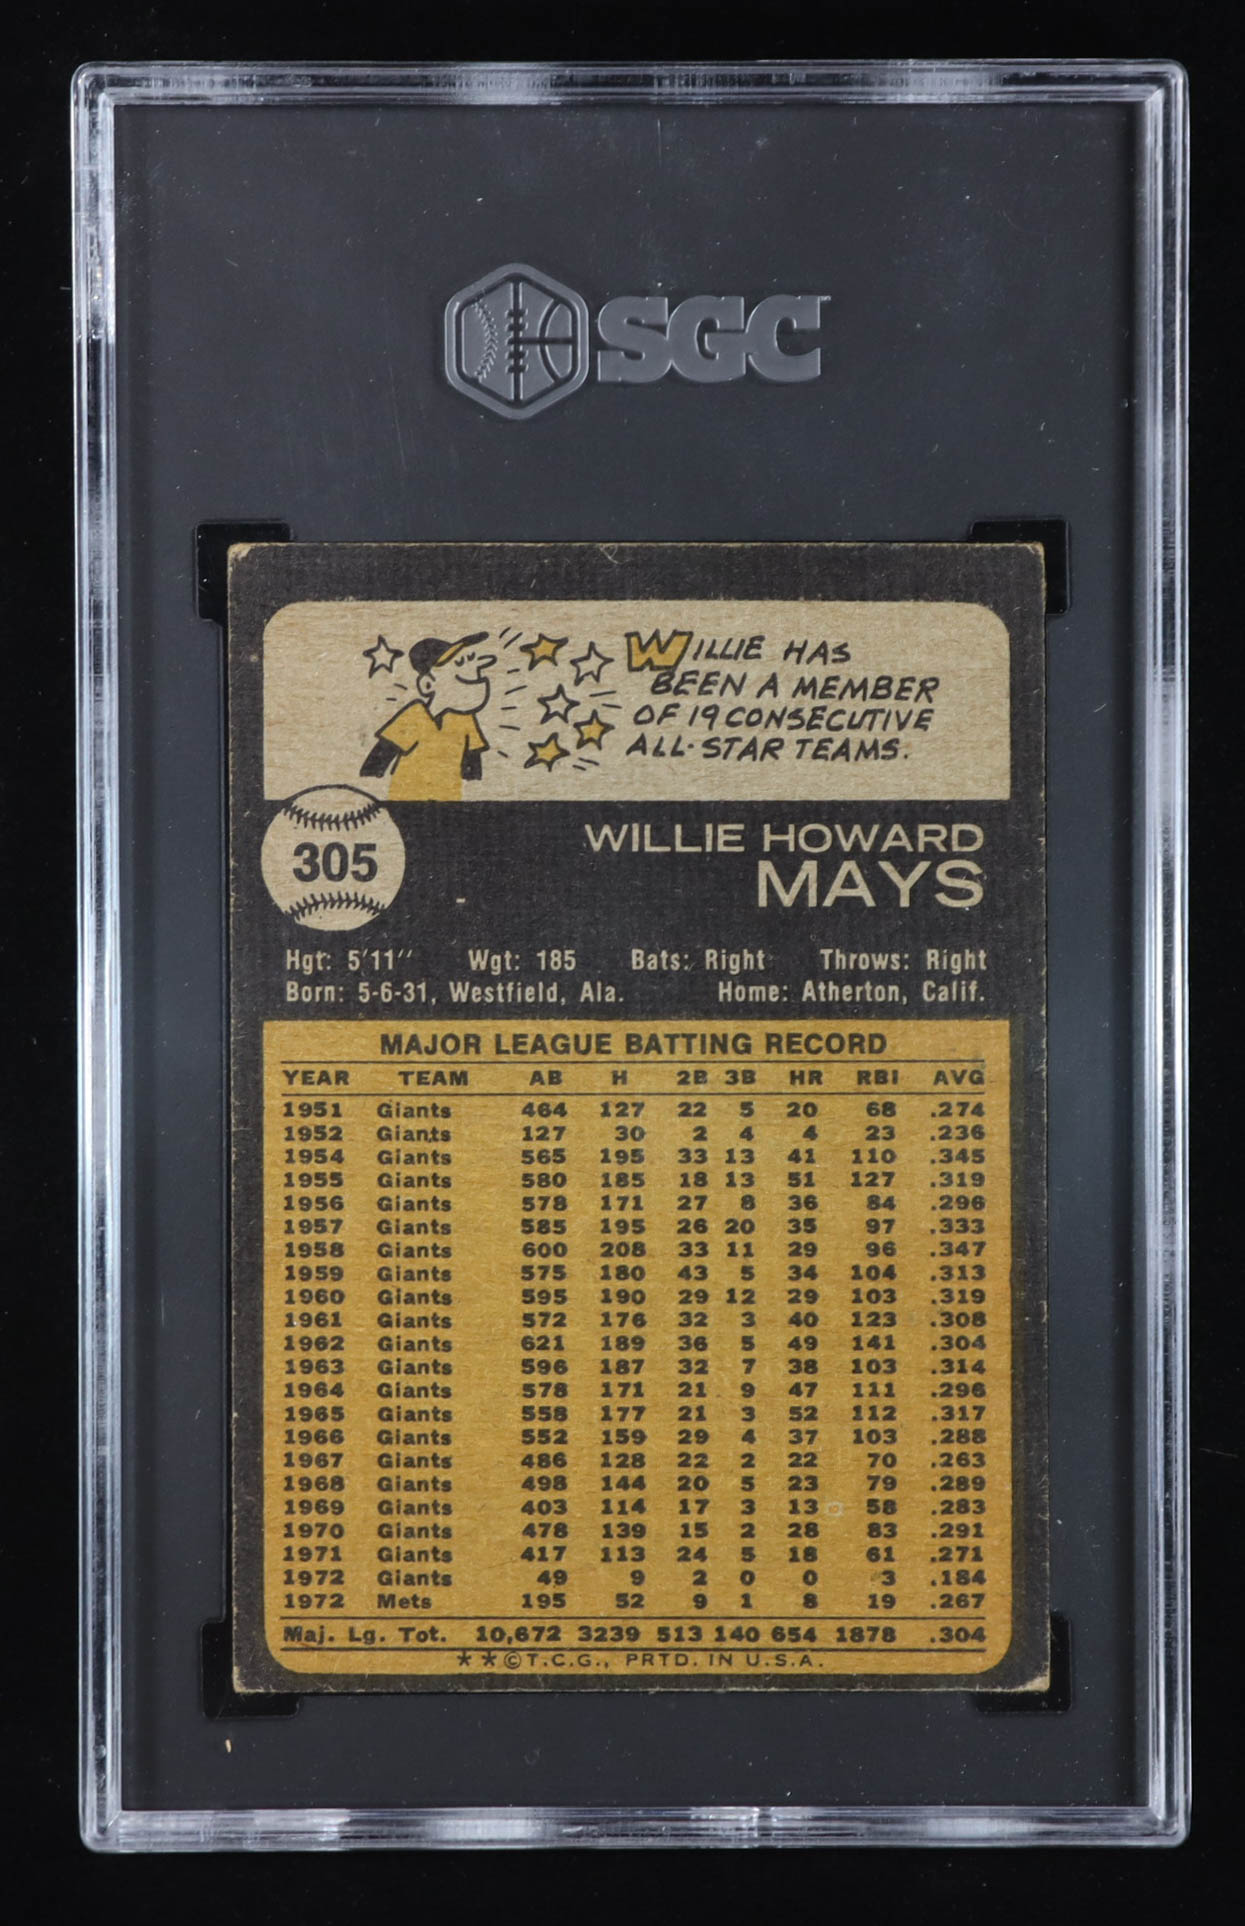 SGC
WILLIE HAS
BEEN A MEMBER
OF 19 CONSECUTIVE
ALL-STAR TEAMS.
305
WILLIE HOWARD
MAYS
Hgt: 5'11" Wgt: 185 Bats: Right Throws: Right
Born: 5-6-31, Westfield, Ala. Home: Atherton, Calif.
MAJOR LEAGUE BATTING RECORD
YEAR TEAM AB H 2B 3B HR RBI AVG
1951 Giants 464 127 22 5 20 68 .274
1952 Giants 127 30 2 4 4 23 .236
1954 Giants 565 195 33 13 41 110 .345
1955 Giants 580 185 18 13 51 127 .319
1956 Giants 578 171 27 8 36 84 .296
1957 Giants 585 195 26 20 35 97 .333
1958 Giants 600 208 33 11 29 96 .347
1959 Giants 575 180 43 5 34 104 .313
1960 Giants 595 190 29 12 29 103 .319
1961 Giants 572 176 32 3 40 123 .308
1962 Giants 621 189 36 5 49 141 .304
1963 Giants 596 187 32 7 38 103 .314
1964 Giants 578 171 21 9 47 111 .296
1965 Giants 558 177 21 3 52 112 .317
1966 Giants 552 159 29 4 37 103 .288
1967 Giants 486 128 22 2 22 70 .263
1968 Giants 498 144 20 5 23 79 .289
1969 Giants 403 114 17 3 13 58 .283
1970 Giants 478 139 15 2 28 83 .291
1971 Giants 417 113 24 5 18 61 .271
1972 Giants 49 9 2 0 0 3 .184
1972 Mets 195 52 9 1 8 19 .267
Maj. Lg. Tot. 10,672 3239 513 140 654 1878 .304
**©T.C.G., PRTD. IN U.S.A.